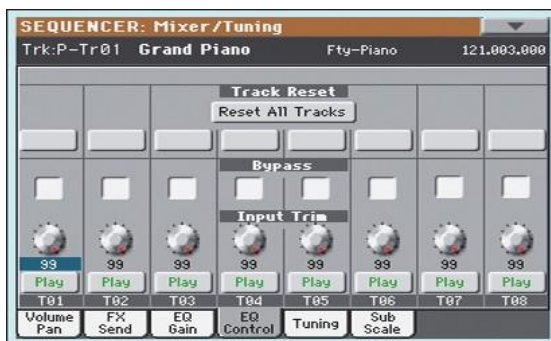 SEQUENCER: Mixer/Tuning
Trk:P-Tr01 Grand Piano Fty-Piano 121.003.000
Track Reset
Reset All Tracks
Bypass
Input Trim
99 99 99 99 99 99 99 99
Play Play Play Play Play Play Play Play
T01 T02 T03 T04 T05 T06 T07 T08
Volume Pan FX Send EQ Gain EQ Control Tuning Sub Scale